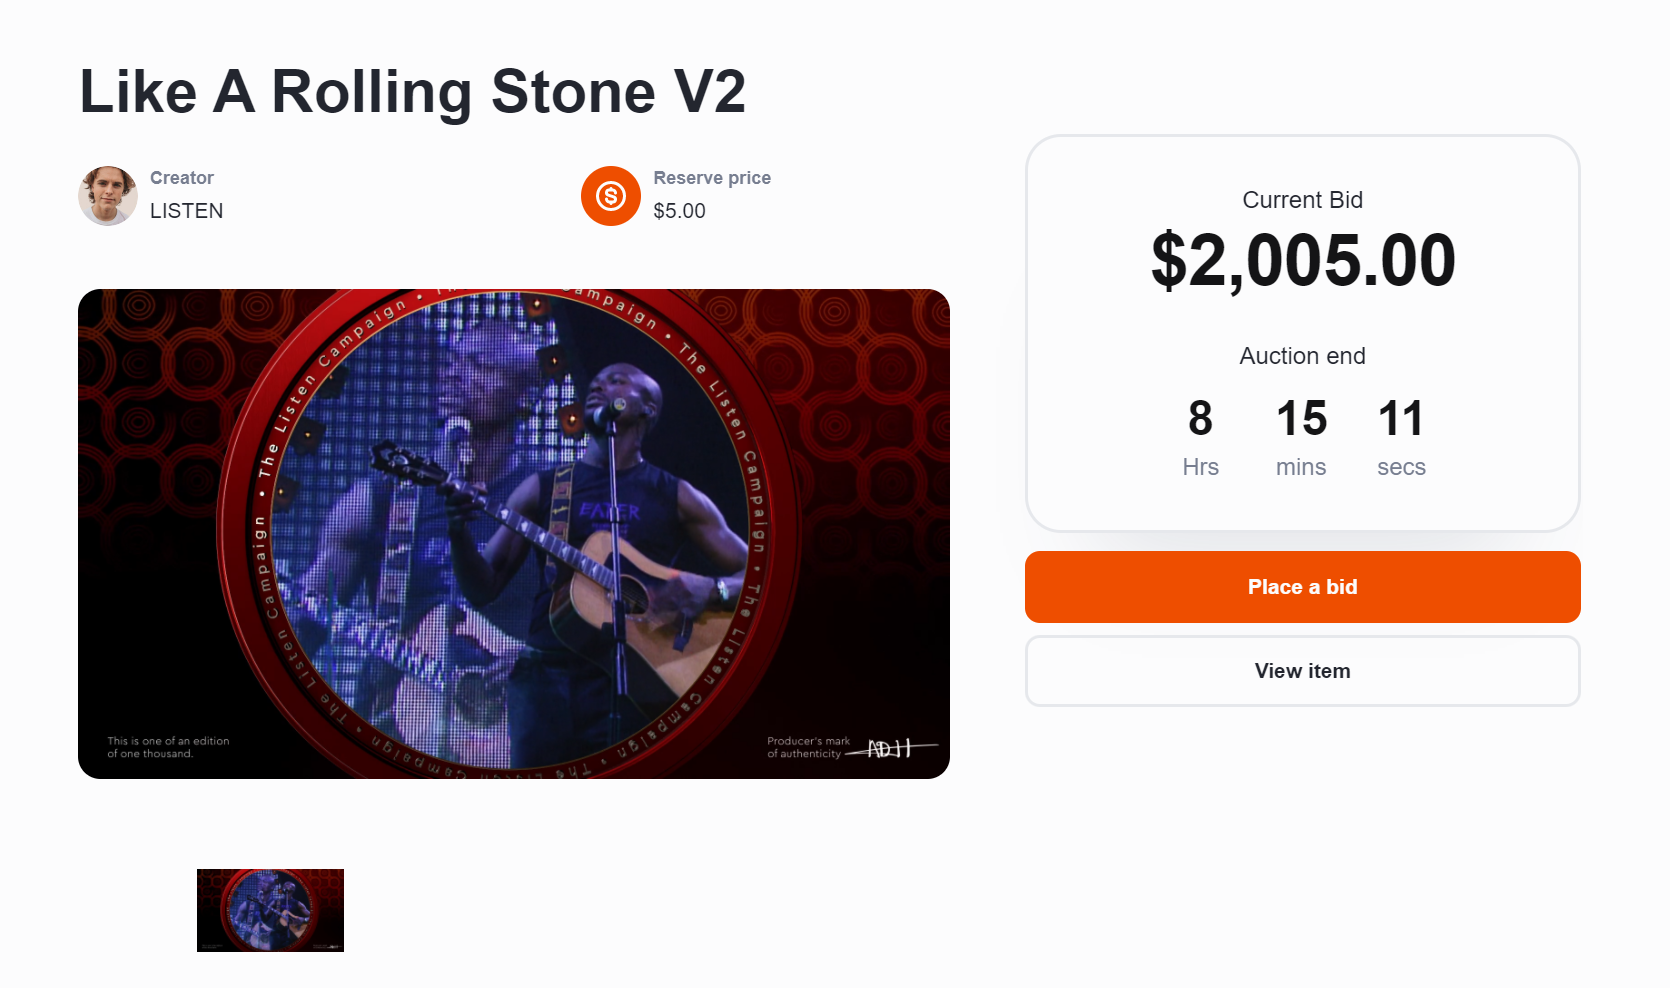 Like A Rolling Stone V2
Creator
LISTEN
Reserve price
$5.00
The Listen Campaign • The Listen Campaign • The Listen Campaign • The Listen Campaign • The Listen Campaign •
EATER
This is one of an edition
of one thousand.
Producer's mark
of authenticity
Current Bid
$2,005.00
Auction end
8 15 11
Hrs mins secs
Place a bid
View item